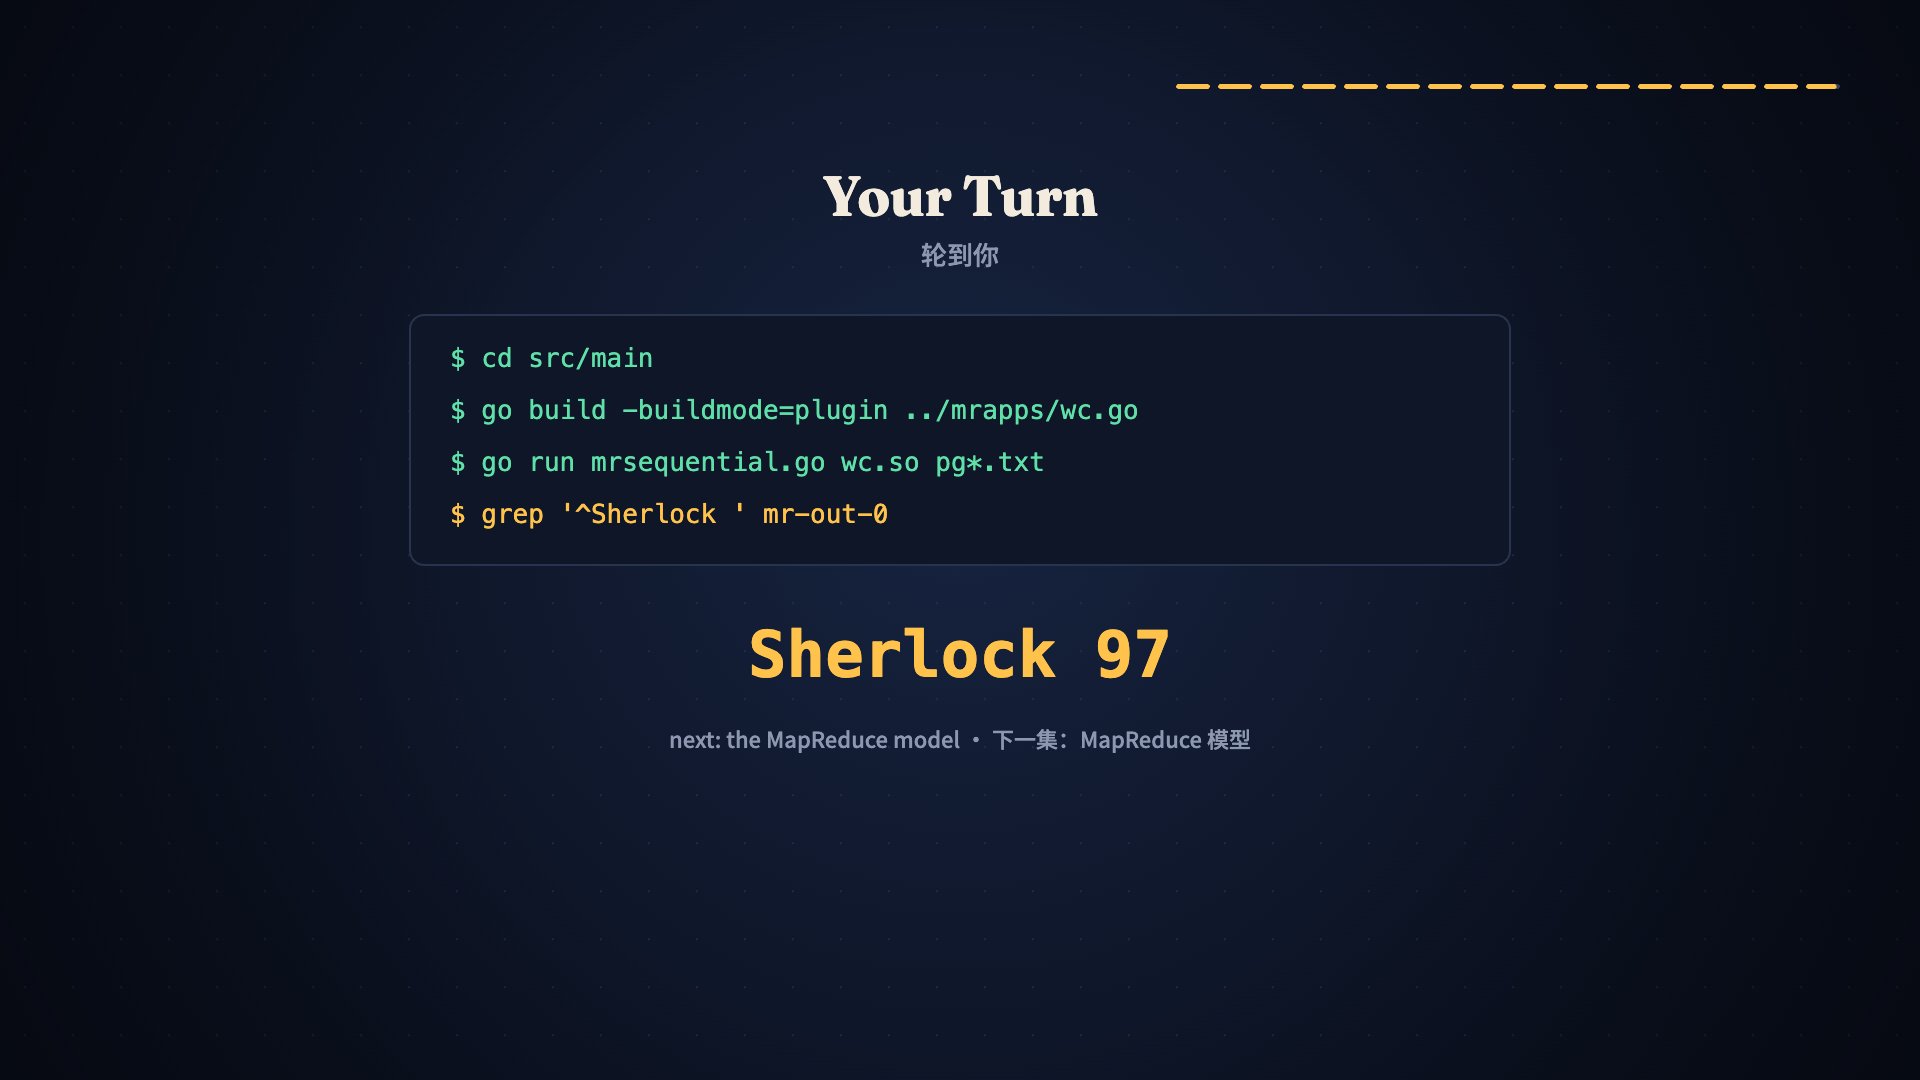 Your Turn
轮到你
$ cd src/main
$ go build -buildmode=plugin ../mrapps/wc.go
$ go run mrsequential.go wc.so pg*.txt
$ grep '^Sherlock ' mr-out-0
Sherlock 97
next: the MapReduce model · 下一集：MapReduce 模型